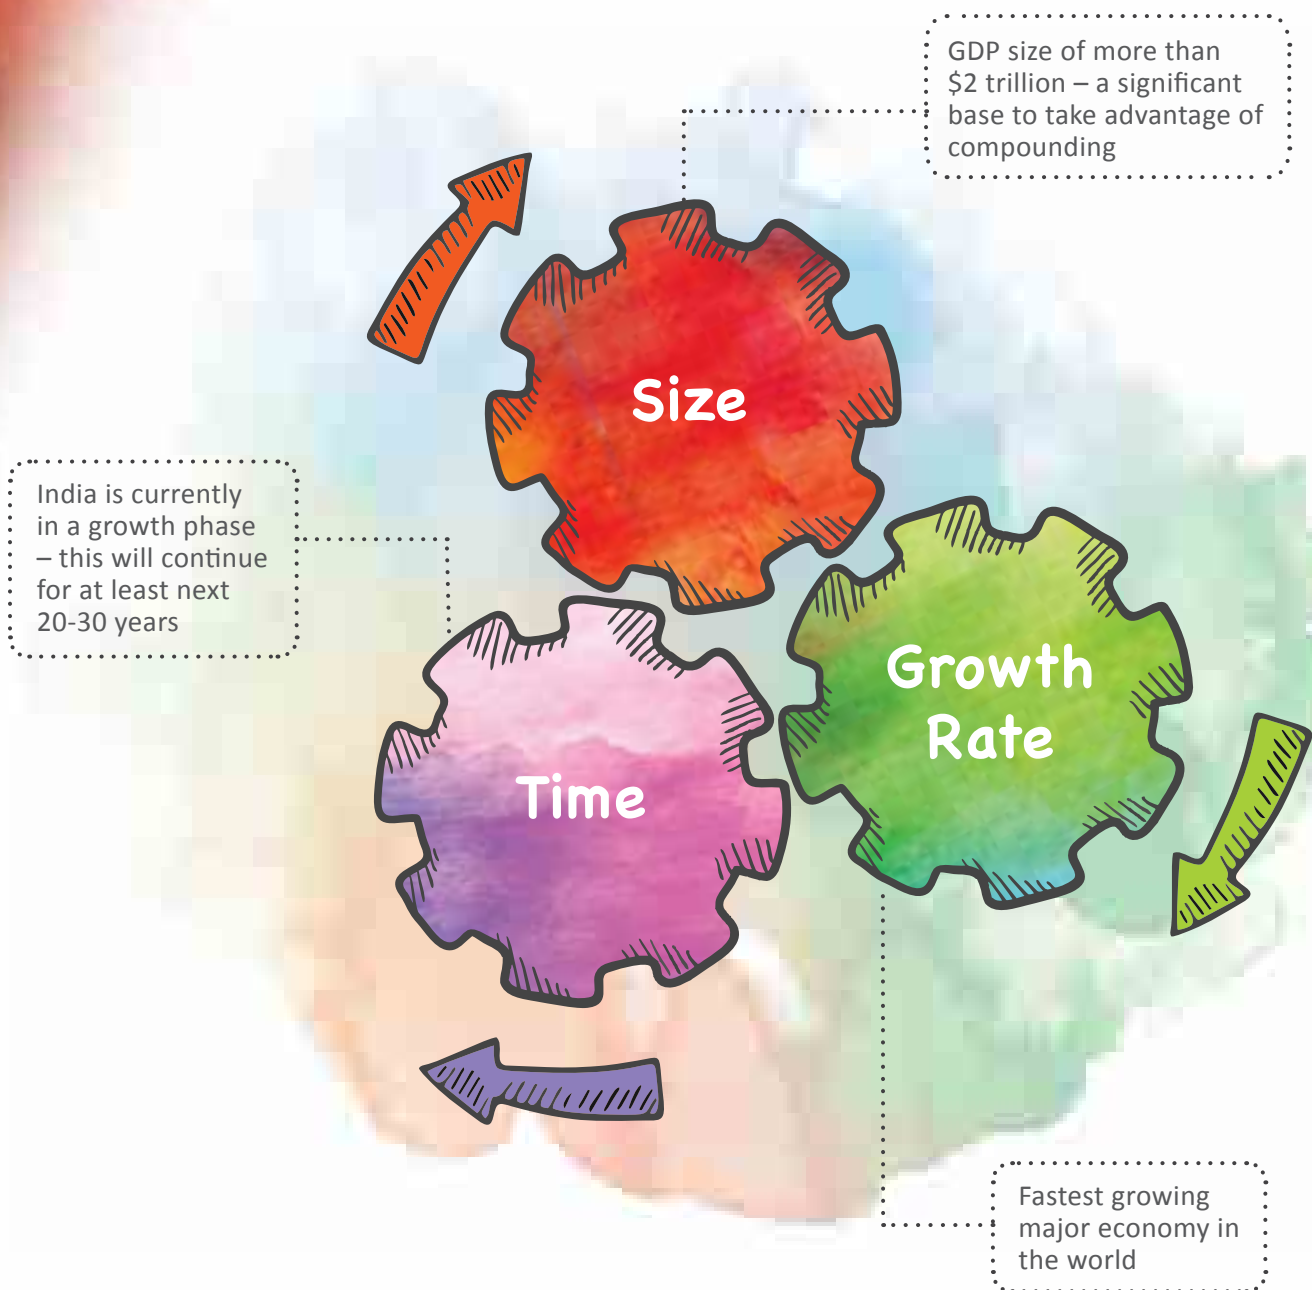 GDP size of more than
$2 trillion – a significant
base to take advantage of
compounding
Size
India is currently
in a growth phase
– this will continue
for at least next
20-30 years
Growth
Rate
Time
Fastest growing
major economy in
the world